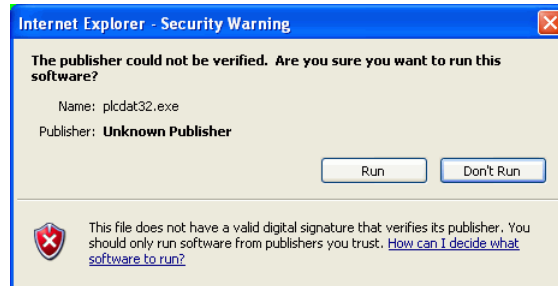 Internet Explorer - Security Warning
The publisher could not be verified.  Are you sure you want to run this
software?
Name: plcdat32.exe
Publisher: Unknown Publisher
Run Don't Run
This file does not have a valid digital signature that verifies its publisher. You
should only run software from publishers you trust. How can I decide what
software to run?